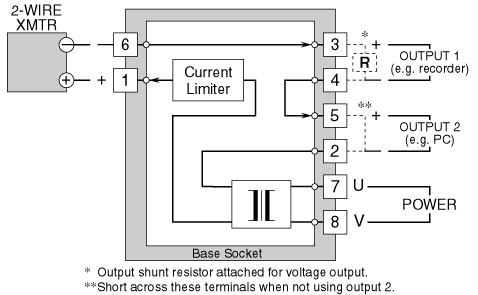 2-WIRE
XMTR
−
+
−
+
6
1
Current
Limiter
3
4
5
2
7
8
*
+
R
−
OUTPUT 1
(e.g. recorder)
**
+
−
OUTPUT 2
(e.g. PC)
U
V
POWER
Base Socket
* Output shunt resistor attached for voltage output.
**Short across these terminals when not using output 2.